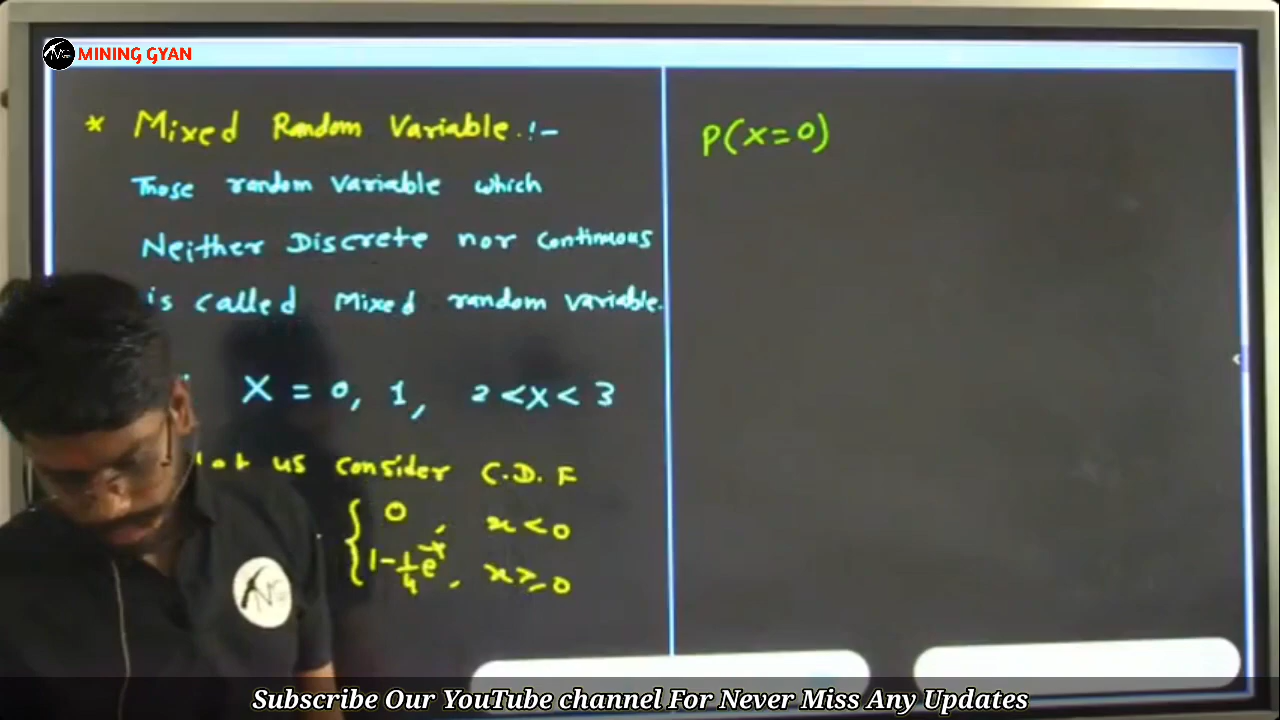 MINING GYAN
* Mixed Random Variable :-
Those random variable which
Neither Discrete nor continuous
is called Mixed random variable.
X = 0, 1, 2 < X < 3
us consider C.D.F
{ 0 , x < 0
{ 1 - 1/4 e^-x , x ≥ 0
P(X=0)
Subscribe Our YouTube channel For Never Miss Any Updates